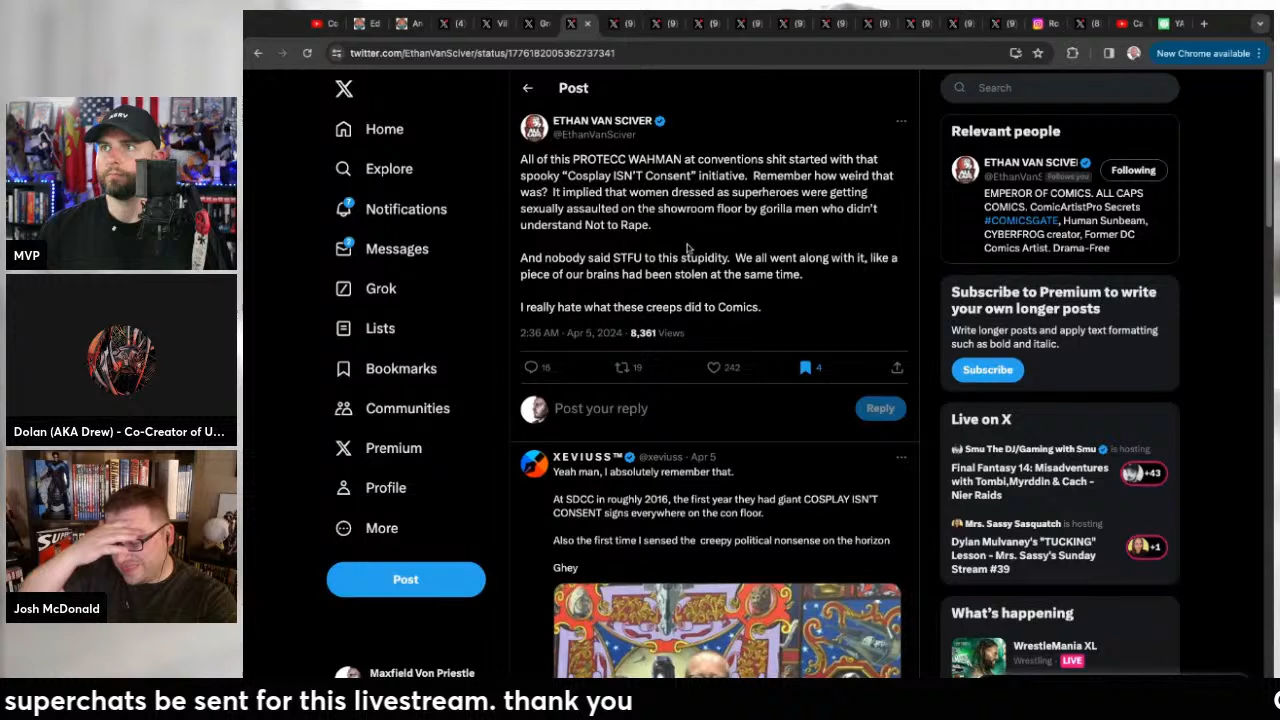 twitter.com/EthanVanSciver/status/1776182005362737341
New Chrome available
MVP
Dolan (AKA Drew) - Co-Creator of U...
Josh McDonald
Home
Explore
7
Notifications
2
Messages
Grok
Lists
Bookmarks
Communities
Premium
Profile
More
Post
Maxfield Von Priestle
Post
ETHAN VAN SCIVER
@EthanVanSciver
All of this PROTECC WAHMAN at conventions shit started with that
spooky “Cosplay ISN’T Consent” initiative. Remember how weird that
was? It implied that women dressed as superheroes were getting
sexually assaulted on the showroom floor by gorilla men who didn’t
understand Not to Rape.
And nobody said STFU to this stupidity. We all went along with it, like a
piece of our brains had been stolen at the same time.
I really hate what these creeps did to Comics.
2:36 AM · Apr 5, 2024 · 8,361 Views
16 19 242 4
Post your reply
Reply
XEVIUSS™ @xeviuss · Apr 5
Yeah man, I absolutely remember that.
At SDCC in roughly 2016, the first year they had giant COSPLAY ISN'T
CONSENT signs everywhere on the con floor.
Also the first time I sensed the creepy political nonsense on the horizon
Ghey
Search
Relevant people
ETHAN VAN SCIVE
@EthanVanS Follows you
Following
EMPEROR OF COMICS. ALL CAPS
COMICS. ComicArtistPro Secrets
#COMICSGATE, Human Sunbeam,
CYBERFROG creator, Former DC
Comics Artist. Drama-Free
Subscribe to Premium to write
your own longer posts
Write longer posts and apply text formatting
such as bold and italic.
Subscribe
Live on X
Smu The DJ/Gaming with Smu is hosting
Final Fantasy 14: Misadventures
with Tombi,Myrddin & Cach -
Nier Raids
+43
Mrs. Sassy Sasquatch is hosting
Dylan Mulvaney's "TUCKING"
Lesson - Mrs. Sassy's Sunday
Stream #39
+1
What’s happening
WrestleMania XL
Wrestling · LIVE
superchats be sent for this livestream. thank you